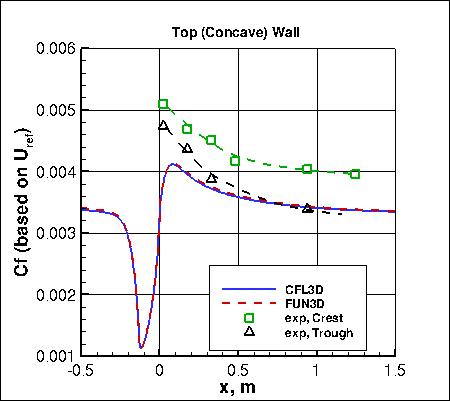 Top (Concave) Wall
0.006
0.005
0.004
0.003
0.002
0.001
Cf (based on Uref)
CFL3D
FUN3D
exp, Crest
exp, Trough
-0.5 0 0.5 1 1.5
x, m